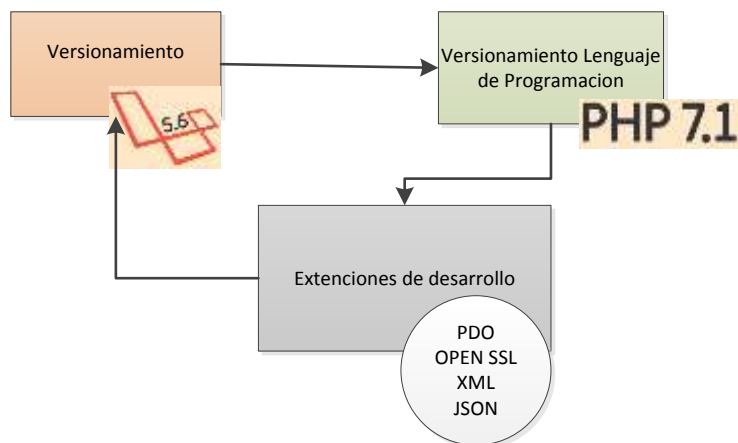 Versionamiento
5.6
Versionamiento Lenguaje
de Programacion
PHP 7.1
Extenciones de desarrollo
PDO
OPEN SSL
XML
JSON